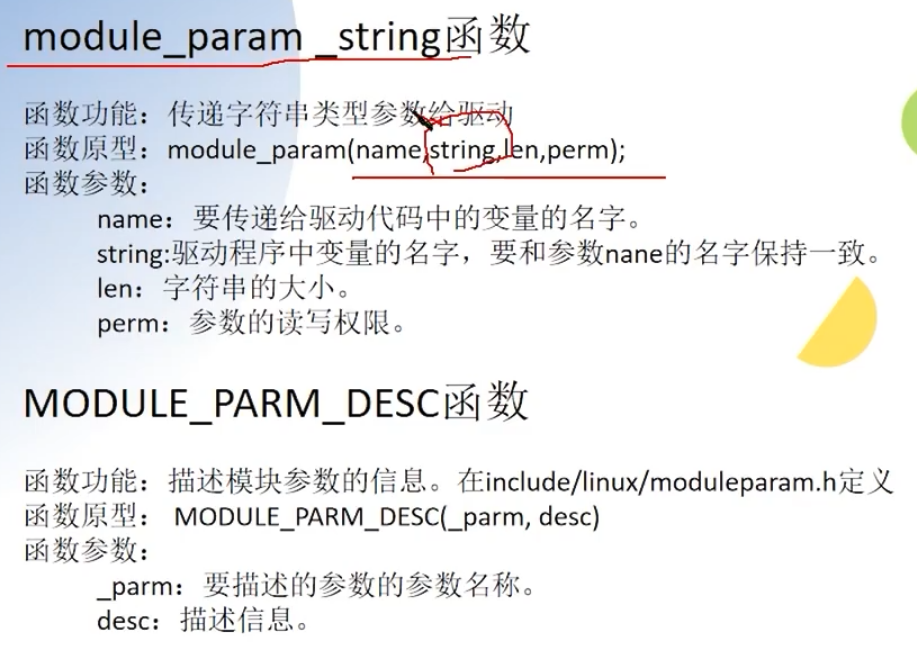 module_param _string函数
函数功能：传递字符串类型参数给驱动
函数原型：module_param(name,string,len,perm);
函数参数：
name：要传递给驱动代码中的变量的名字。
string:驱动程序中变量的名字，要和参数nane的名字保持一致。
len：字符串的大小。
perm：参数的读写权限。
MODULE_PARM_DESC函数
函数功能：描述模块参数的信息。在include/linux/moduleparam.h定义
函数原型： MODULE_PARM_DESC(_parm, desc)
函数参数：
_parm：要描述的参数的参数名称。
desc：描述信息。